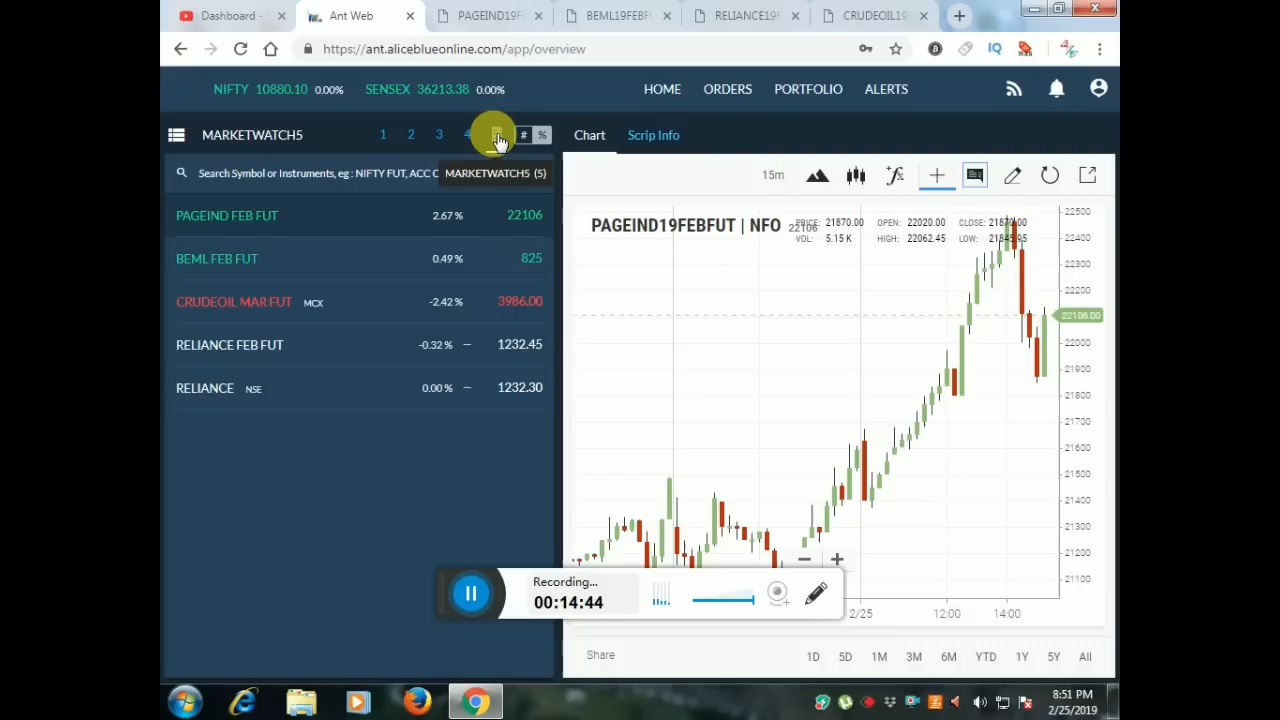 Dashboard -
Ant Web
PAGEIND19F
BEML19FEBFU
RELIANCE19F
CRUDEOIL19
https://ant.aliceblueonline.com/app/overview
IQ
NIFTY 10880.10 0.00% SENSEX 36213.38 0.00%
HOME ORDERS PORTFOLIO ALERTS
MARKETWATCH5 1 2 3 4 # %
Chart Scrip Info
Search Symbol or Instruments, eg : NIFTY FUT, ACC C
MARKETWATCH5 (5)
PAGEIND FEB FUT 2.67 % 22106
BEML FEB FUT 0.49 % 825
CRUDEOIL MAR FUT MCX -2.42 % 3986.00
RELIANCE FEB FUT -0.32 % − 1232.45
RELIANCE NSE 0.00 % − 1232.30
15m
PAGEIND19FEBFUT | NFO 22106
PRICE: 21870.00 OPEN: 22020.00 CLOSE: 21870.00
VOL: 5.15 K HIGH: 22062.45 LOW: 21845.95
22500
22400
22300
22200
22106.00
22000
21900
21800
21700
21600
21500
21400
21300
21200
21100
2/25 12:00 14:00
Recording...
00:14:44
Share
1D 5D 1M 3M 6M YTD 1Y 5Y All
8:51 PM
2/25/2019